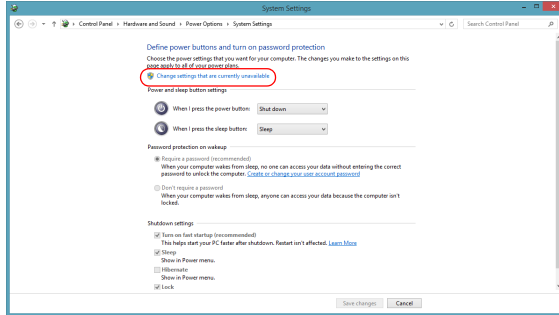 System Settings
Control Panel › Hardware and Sound › Power Options › System Settings
Search Control Panel
Define power buttons and turn on password protection
Choose the power settings that you want for your computer. The changes you make to the settings on this
page apply to all of your power plans.
Change settings that are currently unavailable
Power and sleep button settings
When I press the power button: Shut down
When I press the sleep button: Sleep
Password protection on wakeup
Require a password (recommended)
When your computer wakes from sleep, no one can access your data without entering the correct
password to unlock the computer. Create or change your user account password
Don't require a password
When your computer wakes from sleep, anyone can access your data because the computer isn't
locked.
Shutdown settings
Turn on fast startup (recommended)
This helps start your PC faster after shutdown. Restart isn't affected. Learn More
Sleep
Show in Power menu.
Hibernate
Show in Power menu.
Lock
Save changes Cancel